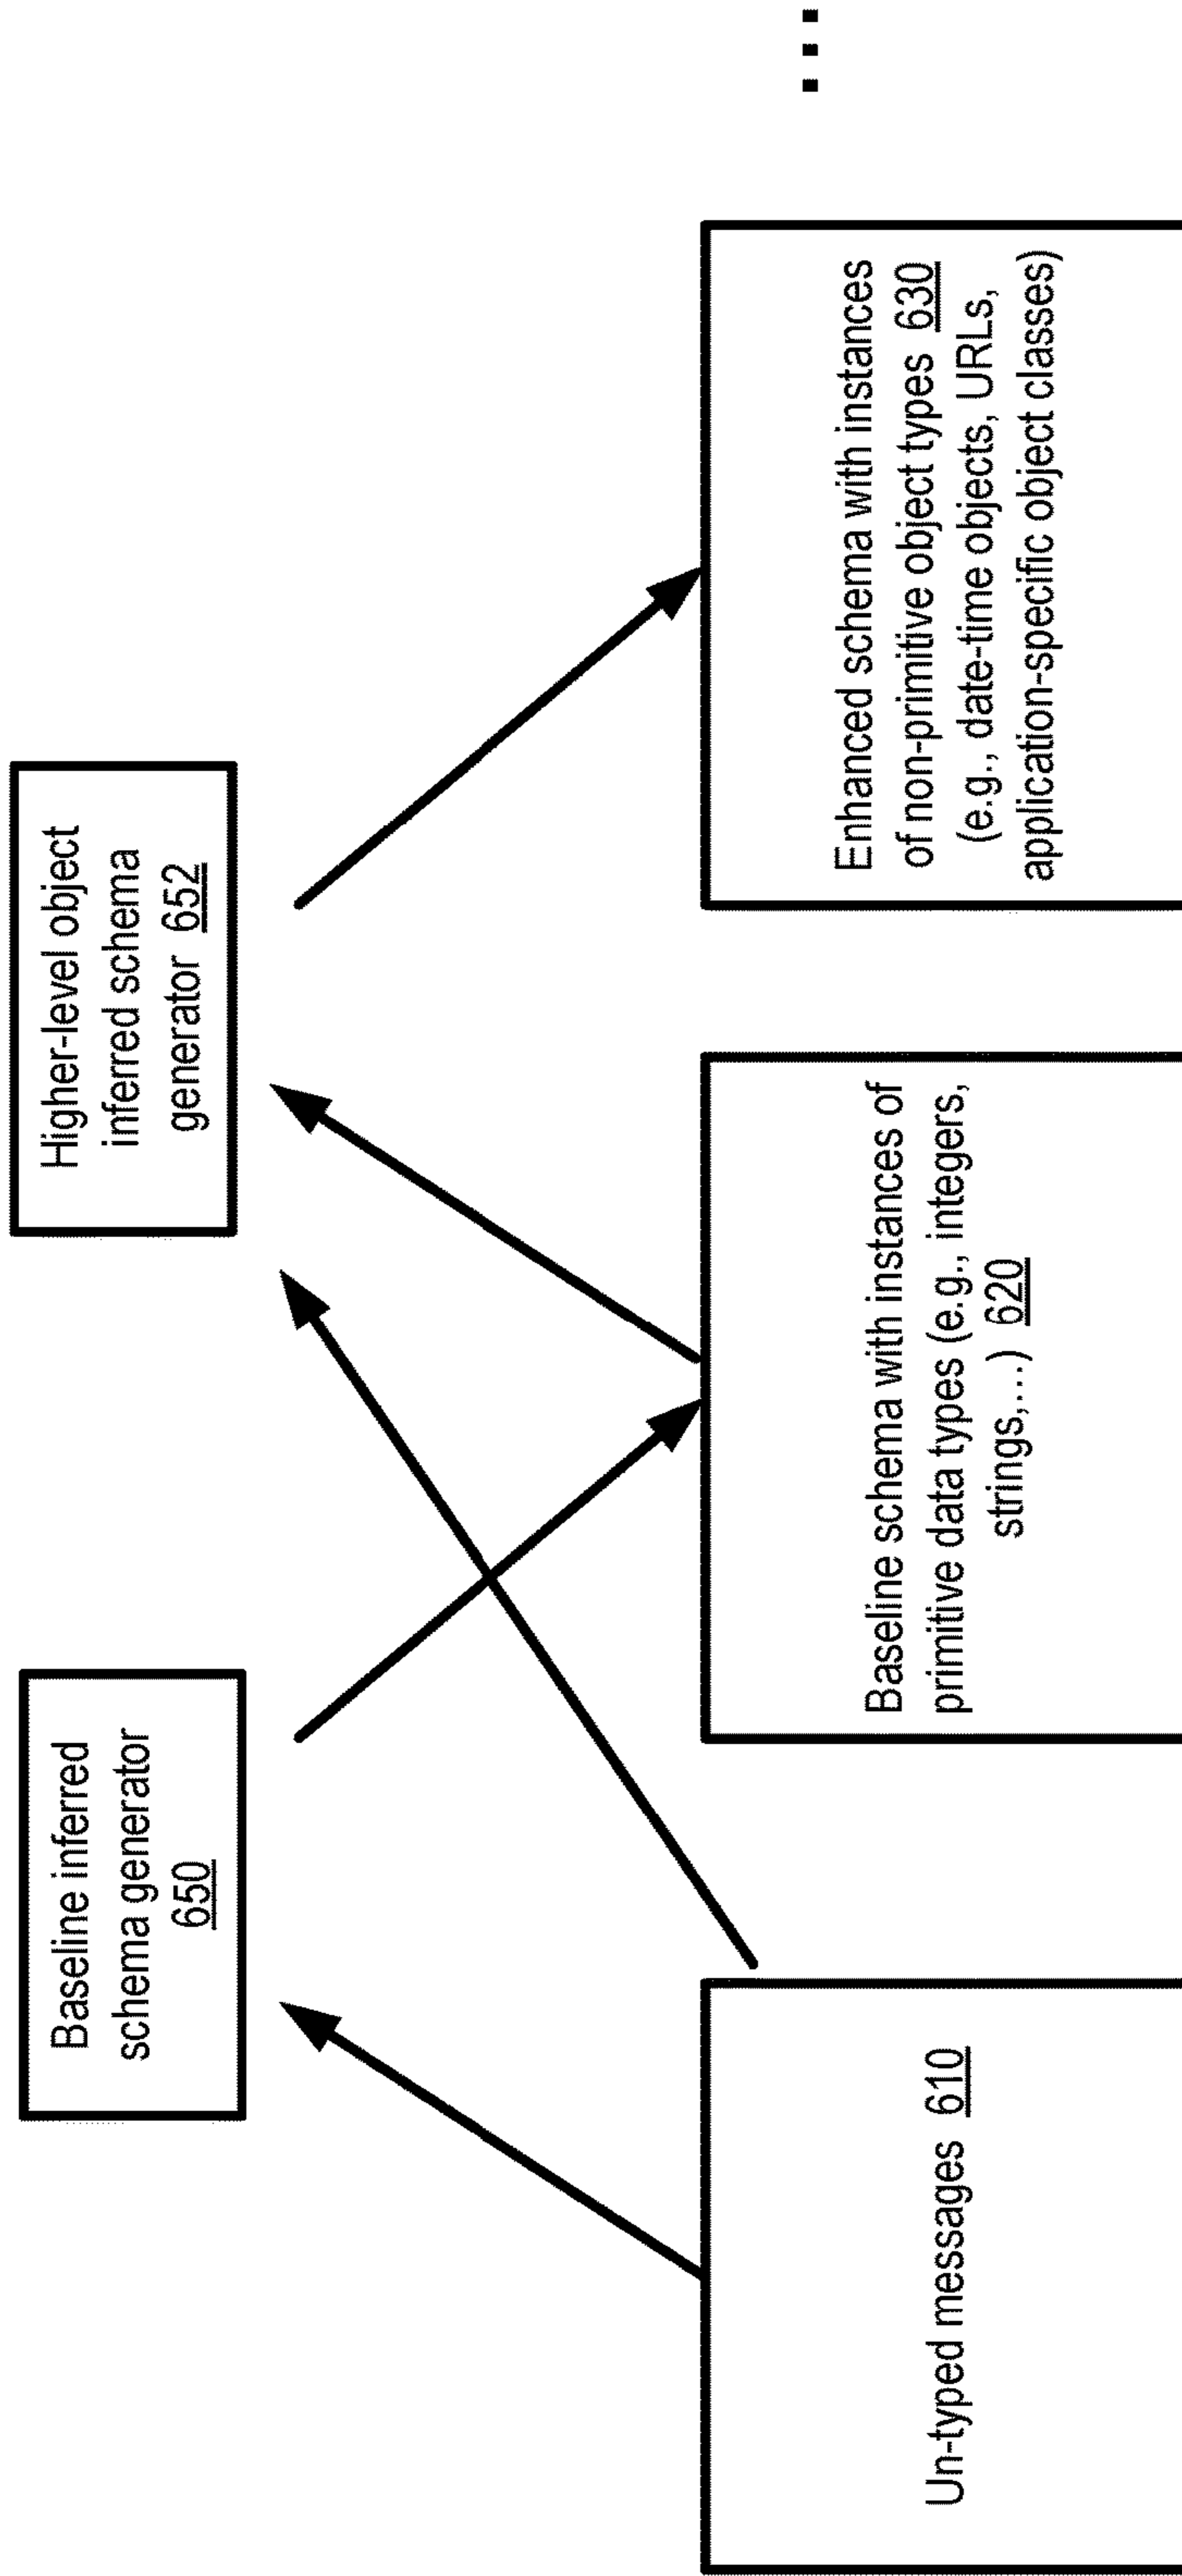 Baseline inferred
schema generator
650
Higher-level object
inferred schema
generator 652
Un-typed messages 610
Baseline schema with instances of
primitive data types (e.g., integers,
strings,…) 620
Enhanced schema with instances
of non-primitive object types 630
(e.g., date-time objects, URLs,
application-specific object classes)
...